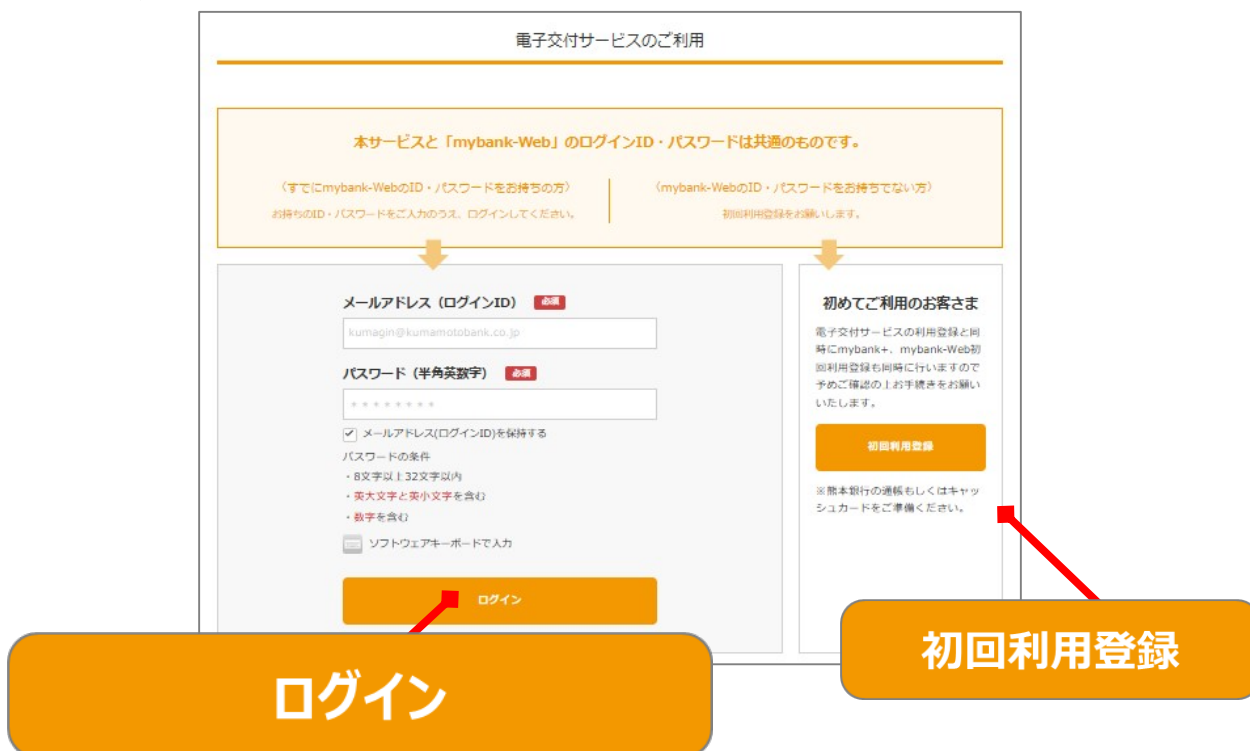 電子交付サービスのご利用
本サービスと「mybank-Web」のログインID・パスワードは共通のものです。
〈すでにmybank-WebのID・パスワードをお持ちの方〉
お持ちのID・パスワードをご入力のうえ、ログインしてください。
〈mybank-WebのID・パスワードをお持ちでない方〉
初回利用登録をお願いします。
メールアドレス（ログインID） 必須
kumagin@kumamotobank.co.jp
パスワード（半角英数字） 必須
********
メールアドレス(ログインID)を保持する
パスワードの条件
・8文字以上32文字以内
・英大文字と英小文字を含む
・数字を含む
ソフトウェアキーボードで入力
ログイン
初めてご利用のお客さま
電子交付サービスの利用登録と同
時にmybank+、mybank-Web初
回利用登録も同時に行いますので
予めご確認の上お手続きをお願い
いたします。
初回利用登録
※熊本銀行の通帳もしくはキャッ
シュカードをご準備ください。
ログイン
初回利用登録